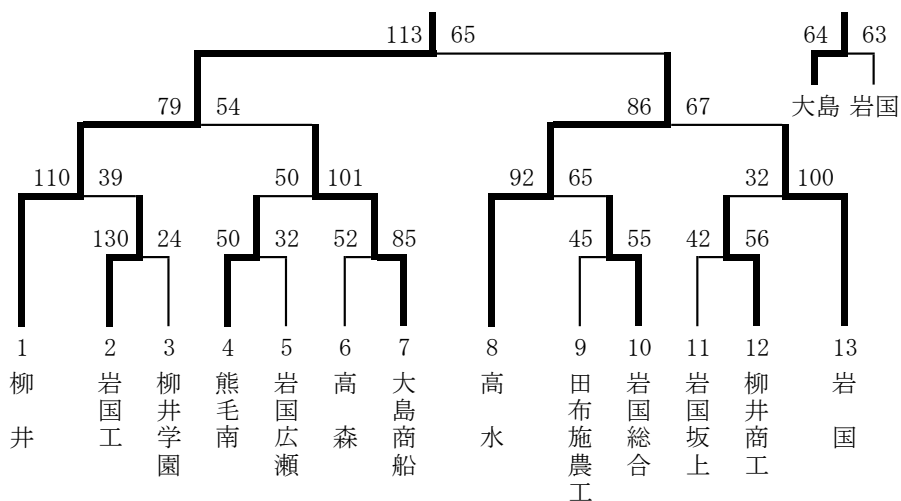 113 65
64 63
大島 岩国
79 54
86 67
110 39
50 101
92 65
32 100
130 24
50 32
52 85
45 55
42 56
1 2 3 4 5 6 7 8 9 10 11 12 13
柳井
岩国工
柳井学園
熊毛南
岩国広瀬
高森
大島商船
高水
田布施農工
岩国総合
岩国坂上
柳井商工
岩国